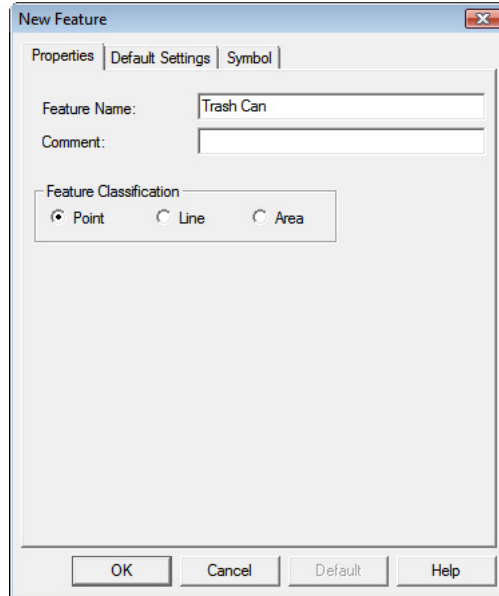 New Feature
Properties Default Settings Symbol
Feature Name: Trash Can
Comment:
Feature Classification
Point Line Area
OK Cancel Default Help